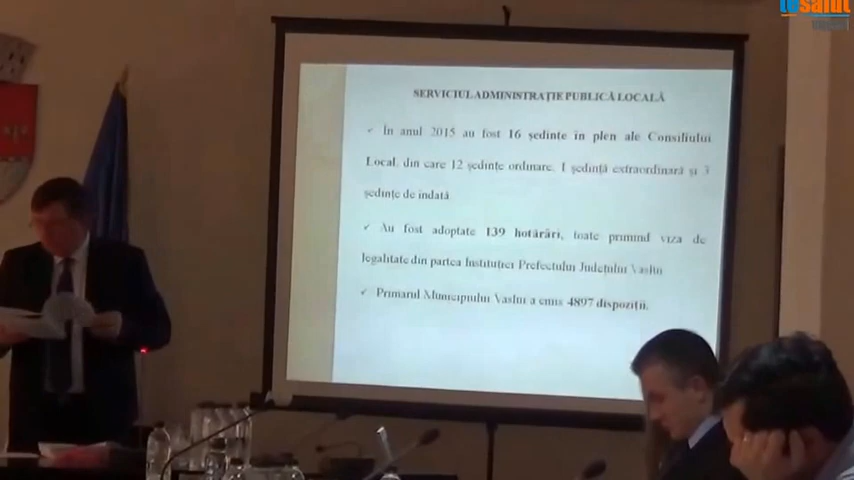 tesalut
SERVICIUL ADMINISTRAȚIE PUBLICĂ LOCALĂ
✓ În anul 2015 au fost 16 ședințe în plen ale Consiliului
Local, din care 12 ședințe ordinare, 1 ședință extraordinară și 3
ședințe de îndată.
✓ Au fost adoptate 139 hotărâri, toate primind viza de
legalitate din partea Instituției Prefectului Județului Vaslui
✓ Primarul Municipiului Vaslui a emis 4897 dispoziții.